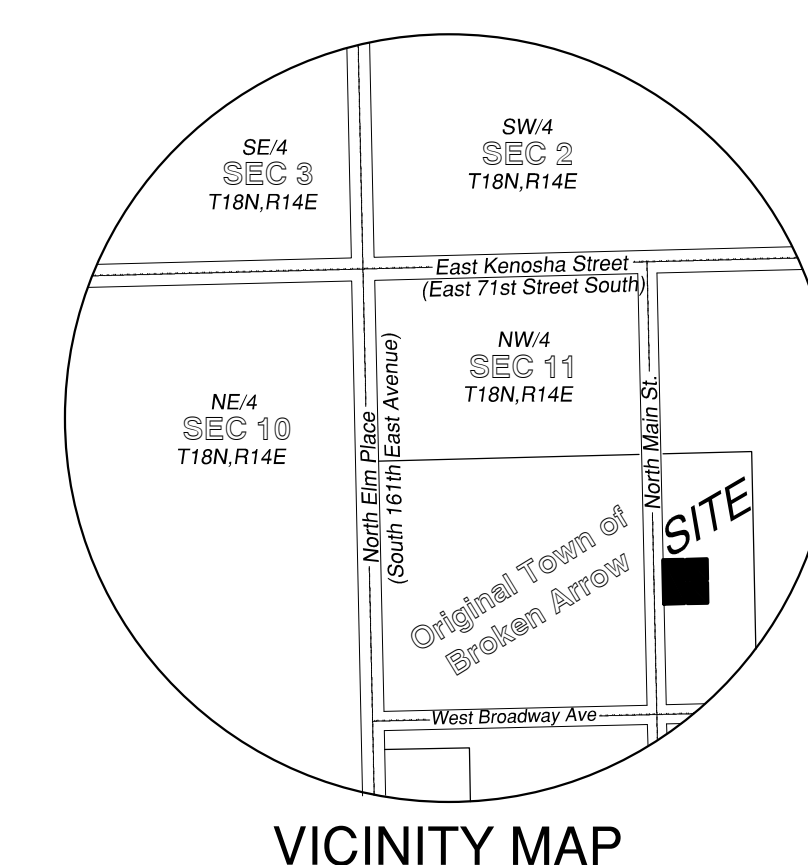 SE/4
SEC 3
T18N,R14E
SW/4
SEC 2
T18N,R14E
East Kenosha Street
(East 71st Street South)
NW/4
SEC 11
T18N,R14E
NE/4
SEC 10
T18N,R14E
North Elm Place
(South 161th East Avenue)
North Main St.
SITE
Original Town of
Broken Arrow
West Broadway Ave
VICINITY MAP